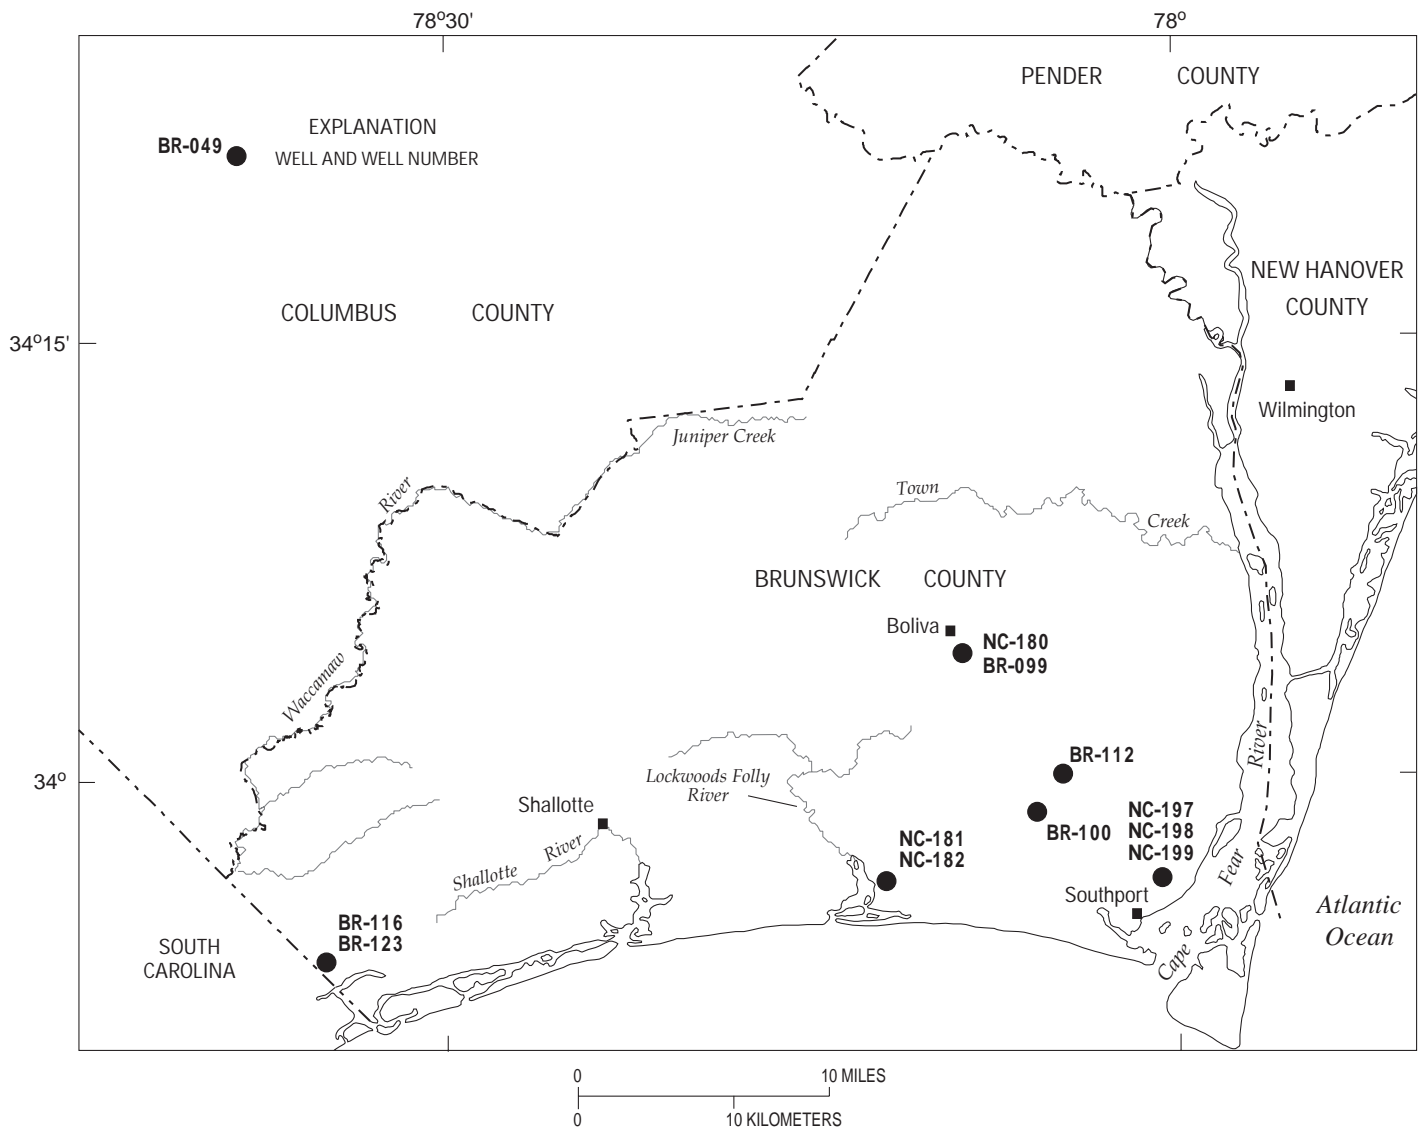 78°30'
78°
PENDER COUNTY
EXPLANATION
BR-049
WELL AND WELL NUMBER
NEW HANOVER
COUNTY
COLUMBUS COUNTY
34°15'
Wilmington
Juniper Creek
River
Town
Creek
BRUNSWICK COUNTY
Boliva
NC-180
BR-099
Waccamaw
River
BR-112
34°
Lockwoods Folly
River
Shallotte
NC-197
NC-198
NC-199
BR-100
NC-181
NC-182
River
Shallotte
Fear
Southport
Atlantic
Ocean
BR-116
BR-123
SOUTH
CAROLINA
Cape
0 10 MILES
0 10 KILOMETERS